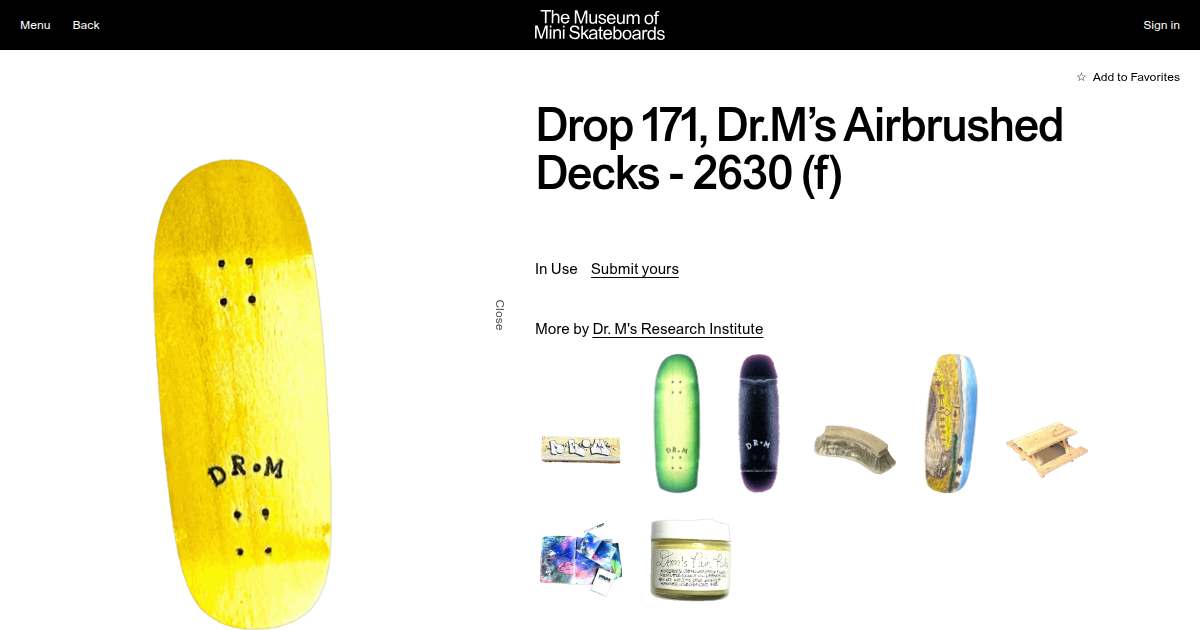 Menu
Back
The Museum of
Mini Skateboards
Sign in
☆ Add to Favorites
Drop 171, Dr.M’s Airbrushed
Decks - 2630 (f)
In Use Submit yours
Close
More by Dr. M's Research Institute
DR•M
DR•M
DR•M